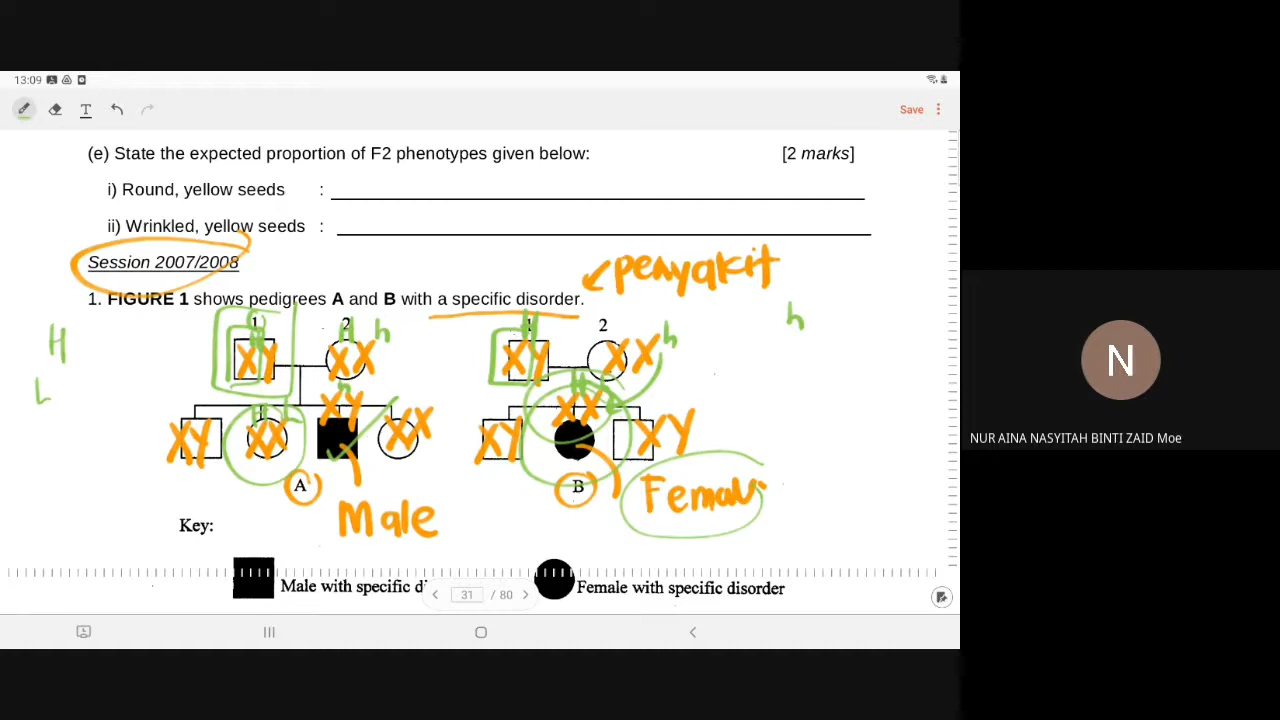 13:09
Save
(e) State the expected proportion of F2 phenotypes given below: [2 marks]
i) Round, yellow seeds :
ii) Wrinkled, yellow seeds :
Session 2007/2008
penyakit
1. FIGURE 1 shows pedigrees A and B with a specific disorder.
1 2 1 2
H H h H h h
XY XX XY XX
h H
XY XX
H h
XY XX XX XY XY
A B
Male Female
Key:
Male with specific di Female with specific disorder
31 / 80
N
NUR AINA NASYITAH BINTI ZAID Moe